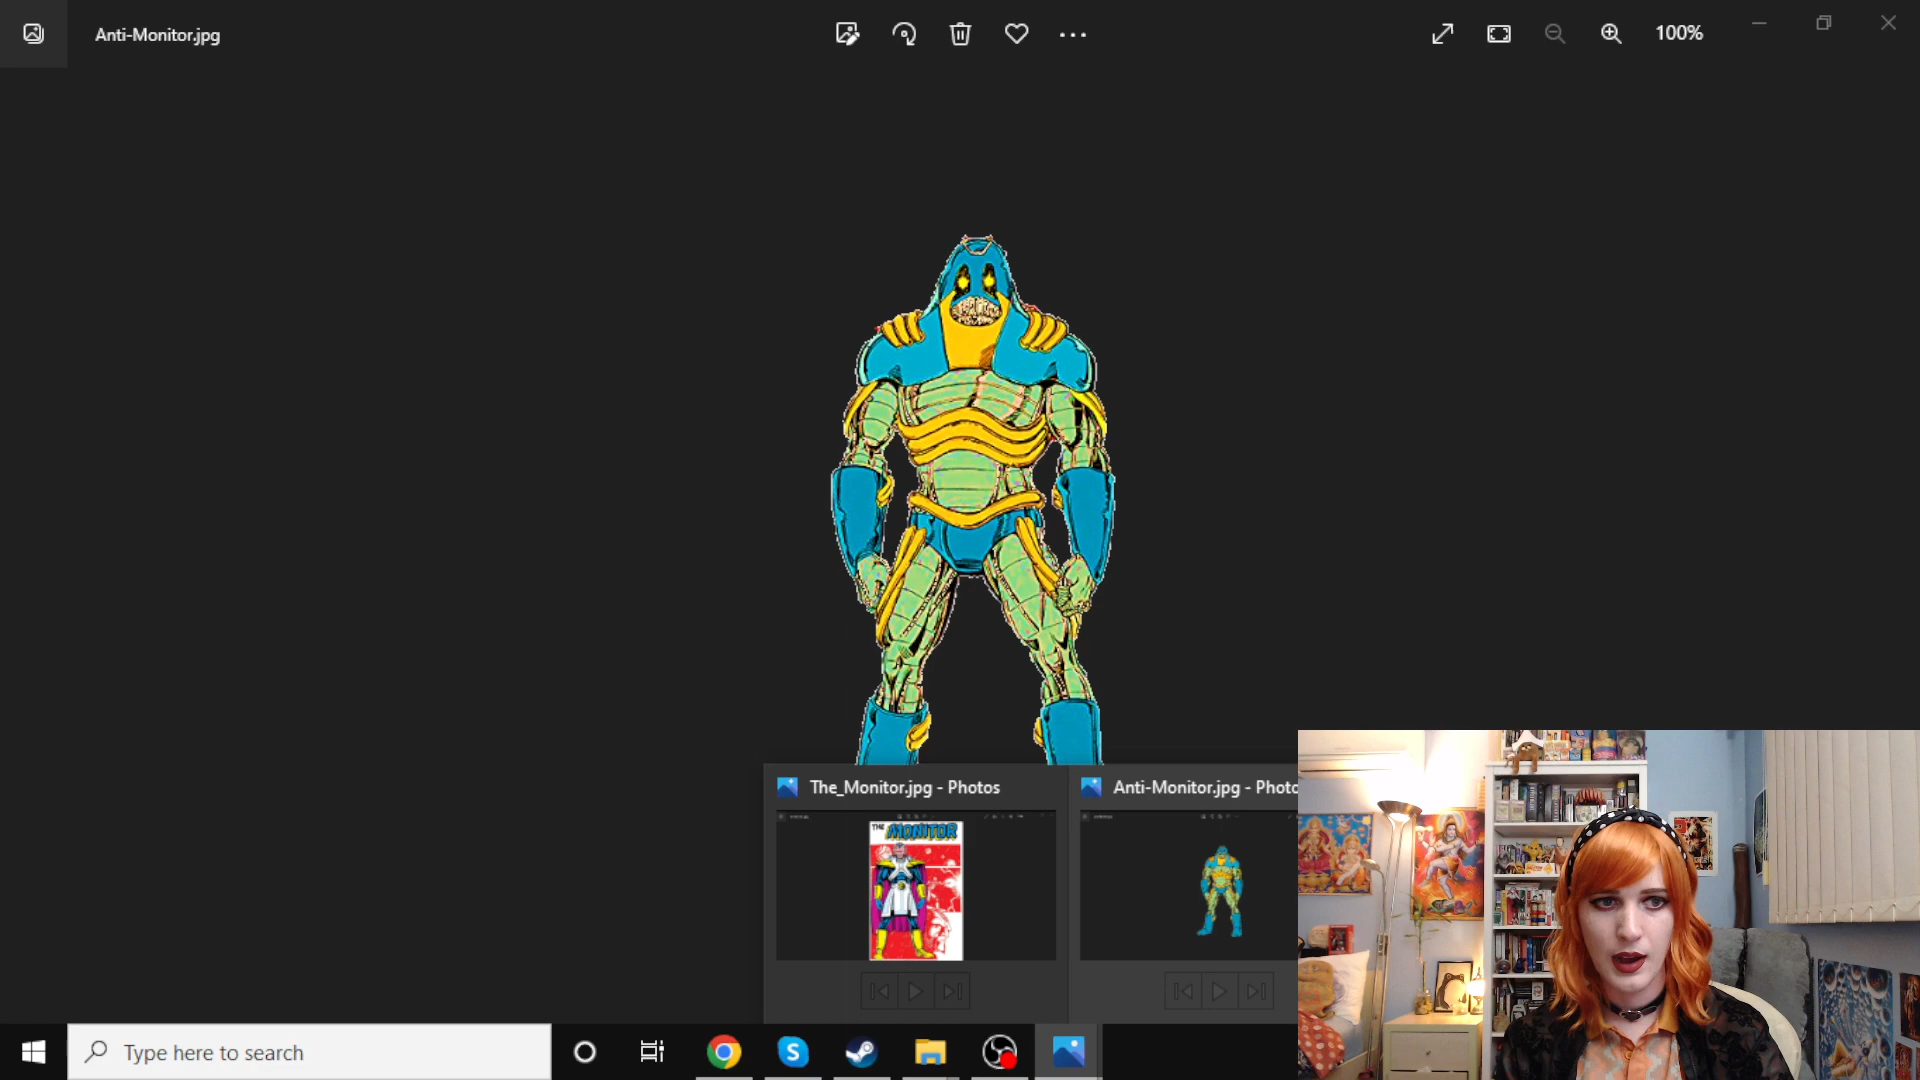 Anti-Monitor.jpg
100%
The_Monitor.jpg - Photos
Anti-Monitor.jpg - Photo
THE MONITOR
Type here to search